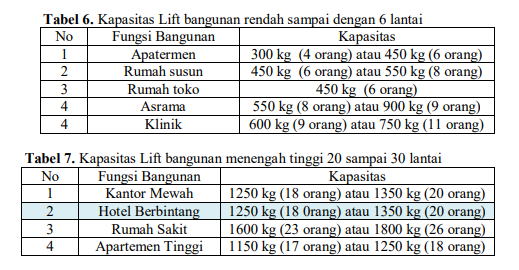 Tabel 6. Kapasitas Lift bangunan rendah sampai dengan 6 lantai
No Fungsi Bangunan Kapasitas
1 Apatermen 300 kg (4 orang) atau 450 kg (6 orang)
2 Rumah susun 450 kg (6 orang) atau 550 kg (8 orang)
3 Rumah toko 450 kg (6 orang)
4 Asrama 550 kg (8 orang) atau 900 kg (9 orang)
4 Klinik 600 kg (9 orang) atau 750 kg (11 orang)
Tabel 7. Kapasitas Lift bangunan menengah tinggi 20 sampai 30 lantai
No Fungsi Bangunan Kapasitas
1 Kantor Mewah 1250 kg (18 orang) atau 1350 kg (20 orang)
2 Hotel Berbintang 1250 kg (18 0rang) atau 1350 kg (20 orang)
3 Rumah Sakit 1600 kg (23 orang) atau 1800 kg (26 orang)
4 Apartemen Tinggi 1150 kg (17 orang) atau 1250 kg (18 orang)